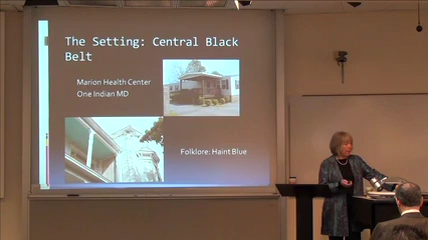 The Setting: Central Black
Belt
Marion Health Center
One Indian MD
Folklore: Haint Blue